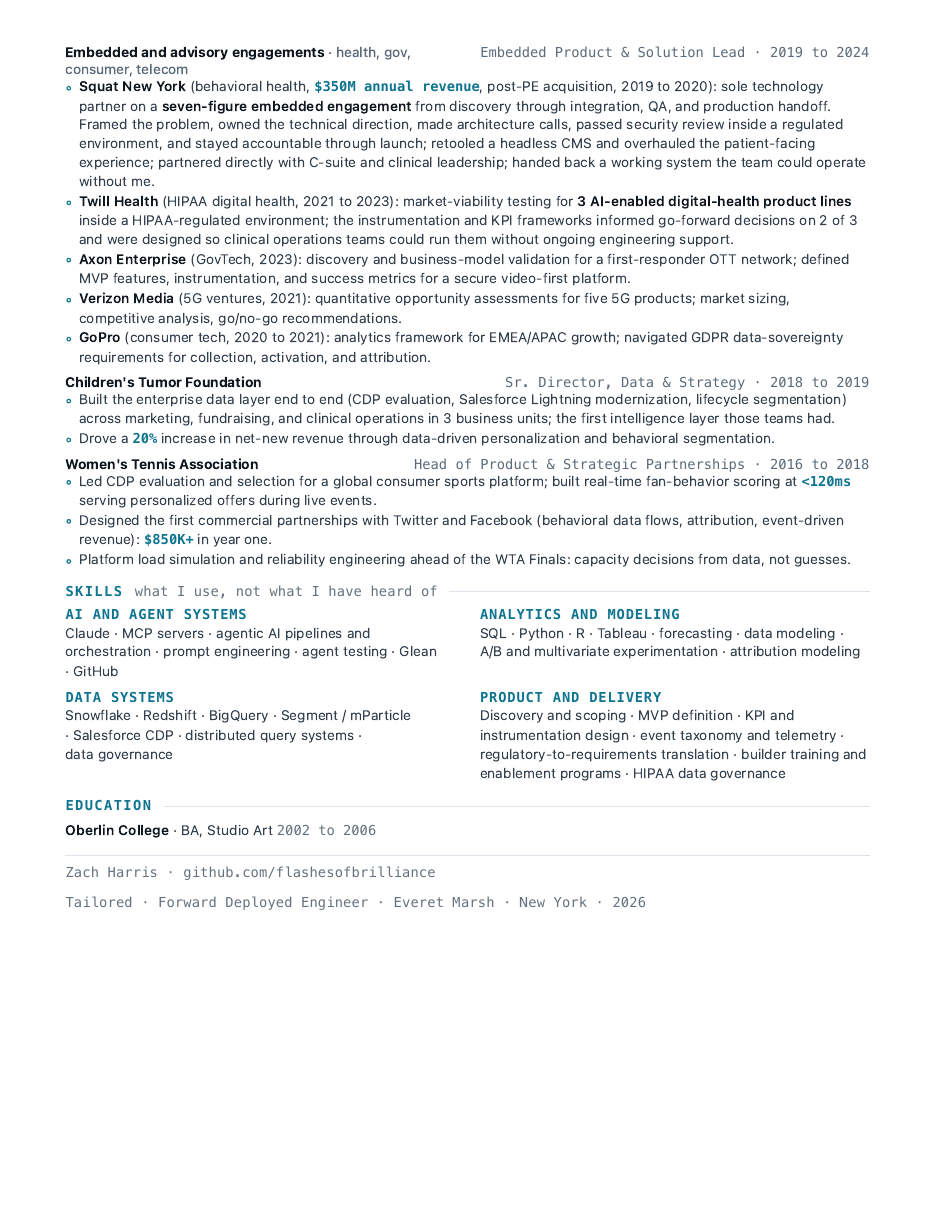 Embedded and advisory engagements · health, gov, Embedded Product & Solution Lead · 2019 to 2024
consumer, telecom
Squat New York (behavioral health, $350M annual revenue, post-PE acquisition, 2019 to 2020): sole technology
partner on a seven-figure embedded engagement from discovery through integration, QA, and production handoff.
Framed the problem, owned the technical direction, made architecture calls, passed security review inside a regulated
environment, and stayed accountable through launch; retooled a headless CMS and overhauled the patient-facing
experience; partnered directly with C-suite and clinical leadership; handed back a working system the team could operate
without me.
Twill Health (HIPAA digital health, 2021 to 2023): market-viability testing for 3 AI-enabled digital-health product lines
inside a HIPAA-regulated environment; the instrumentation and KPI frameworks informed go-forward decisions on 2 of 3
and were designed so clinical operations teams could run them without ongoing engineering support.
Axon Enterprise (GovTech, 2023): discovery and business-model validation for a first-responder OTT network; defined
MVP features, instrumentation, and success metrics for a secure video-first platform.
Verizon Media (5G ventures, 2021): quantitative opportunity assessments for five 5G products; market sizing,
competitive analysis, go/no-go recommendations.
GoPro (consumer tech, 2020 to 2021): analytics framework for EMEA/APAC growth; navigated GDPR data-sovereignty
requirements for collection, activation, and attribution.
Children's Tumor Foundation Sr. Director, Data & Strategy · 2018 to 2019
Built the enterprise data layer end to end (CDP evaluation, Salesforce Lightning modernization, lifecycle segmentation)
across marketing, fundraising, and clinical operations in 3 business units; the first intelligence layer those teams had.
Drove a 20% increase in net-new revenue through data-driven personalization and behavioral segmentation.
Women's Tennis Association Head of Product & Strategic Partnerships · 2016 to 2018
Led CDP evaluation and selection for a global consumer sports platform; built real-time fan-behavior scoring at <120ms
serving personalized offers during live events.
Designed the first commercial partnerships with Twitter and Facebook (behavioral data flows, attribution, event-driven
revenue): $850K+ in year one.
Platform load simulation and reliability engineering ahead of the WTA Finals: capacity decisions from data, not guesses.
SKILLS what I use, not what I have heard of
AI AND AGENT SYSTEMS
Claude · MCP servers · agentic AI pipelines and
orchestration · prompt engineering · agent testing · Glean
· GitHub
ANALYTICS AND MODELING
SQL · Python · R · Tableau · forecasting · data modeling ·
A/B and multivariate experimentation · attribution modeling
DATA SYSTEMS
Snowflake · Redshift · BigQuery · Segment / mParticle
· Salesforce CDP · distributed query systems ·
data governance
PRODUCT AND DELIVERY
Discovery and scoping · MVP definition · KPI and
instrumentation design · event taxonomy and telemetry ·
regulatory-to-requirements translation · builder training and
enablement programs · HIPAA data governance
EDUCATION
Oberlin College · BA, Studio Art 2002 to 2006
Zach Harris · github.com/flashesofbrilliance
Tailored · Forward Deployed Engineer · Everet Marsh · New York · 2026